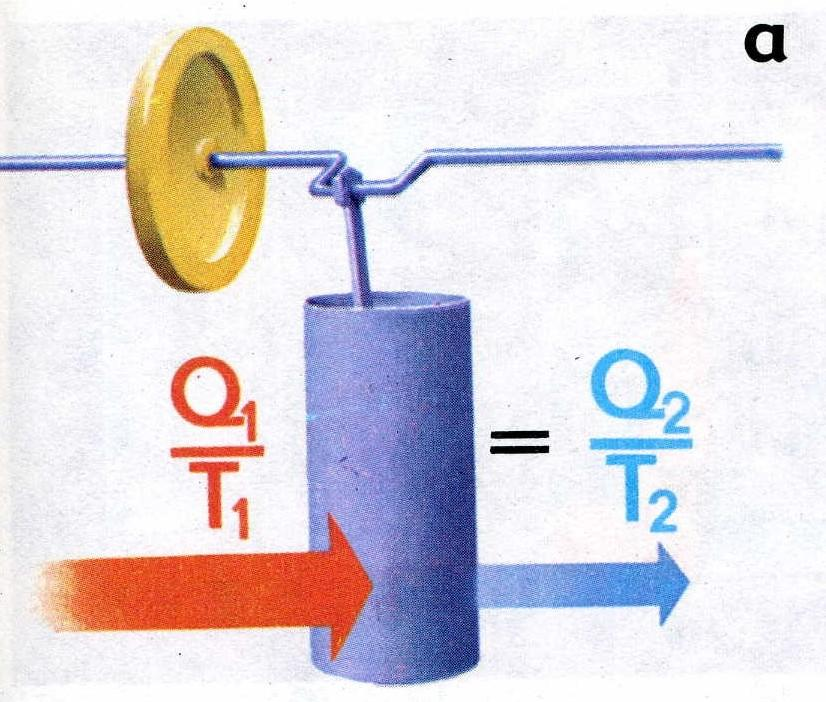 a
Q₁/T₁ = Q₂/T₂